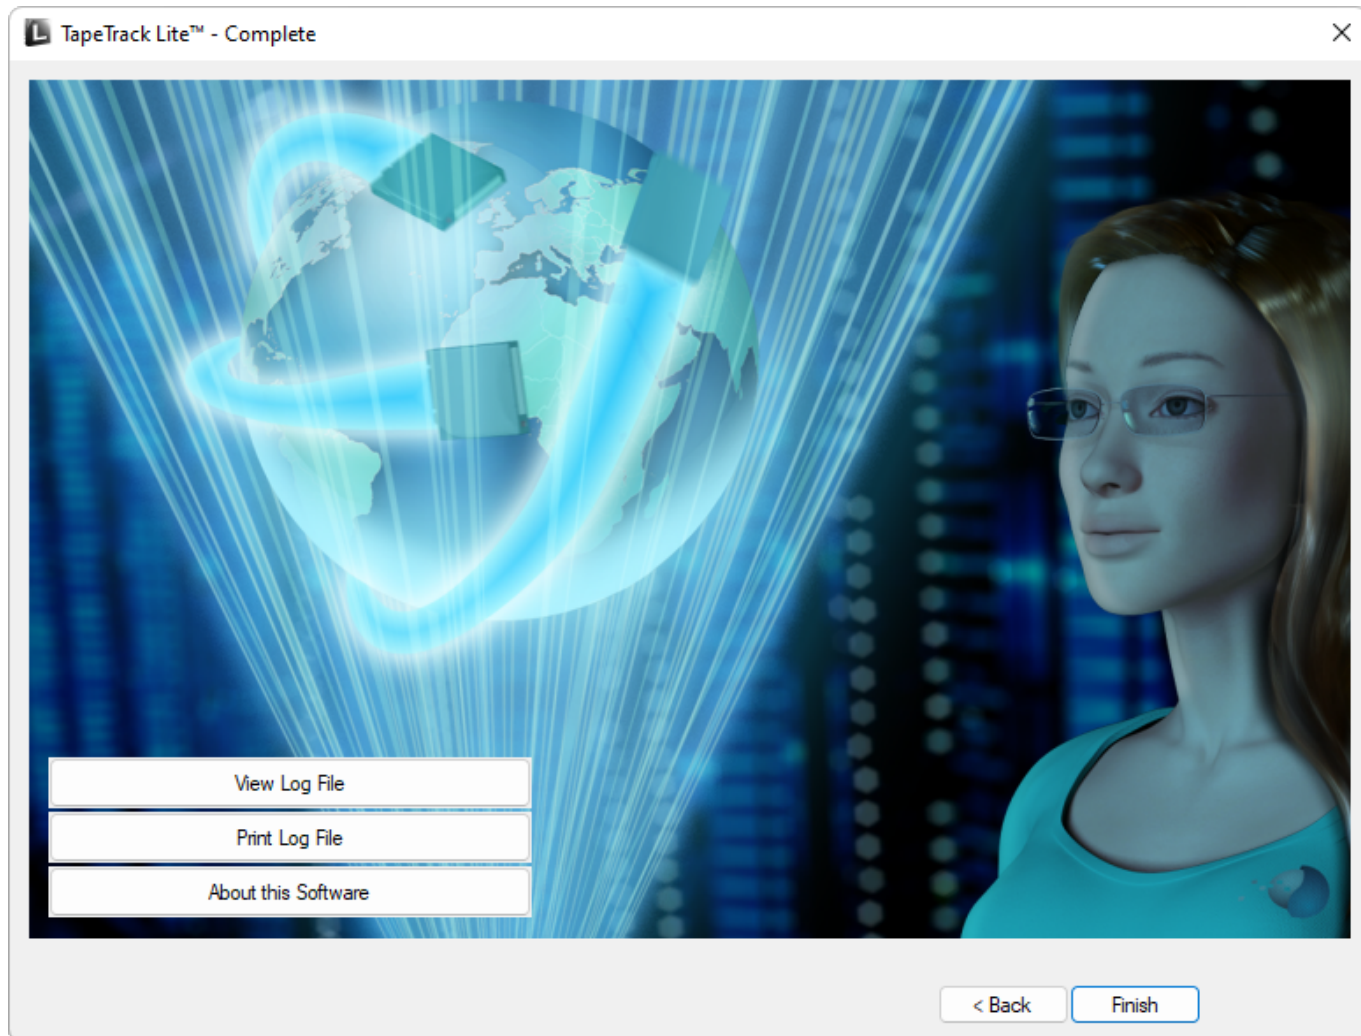 TapeTrack Lite™ - Complete
View Log File
Print Log File
About this Software
< Back
Finish